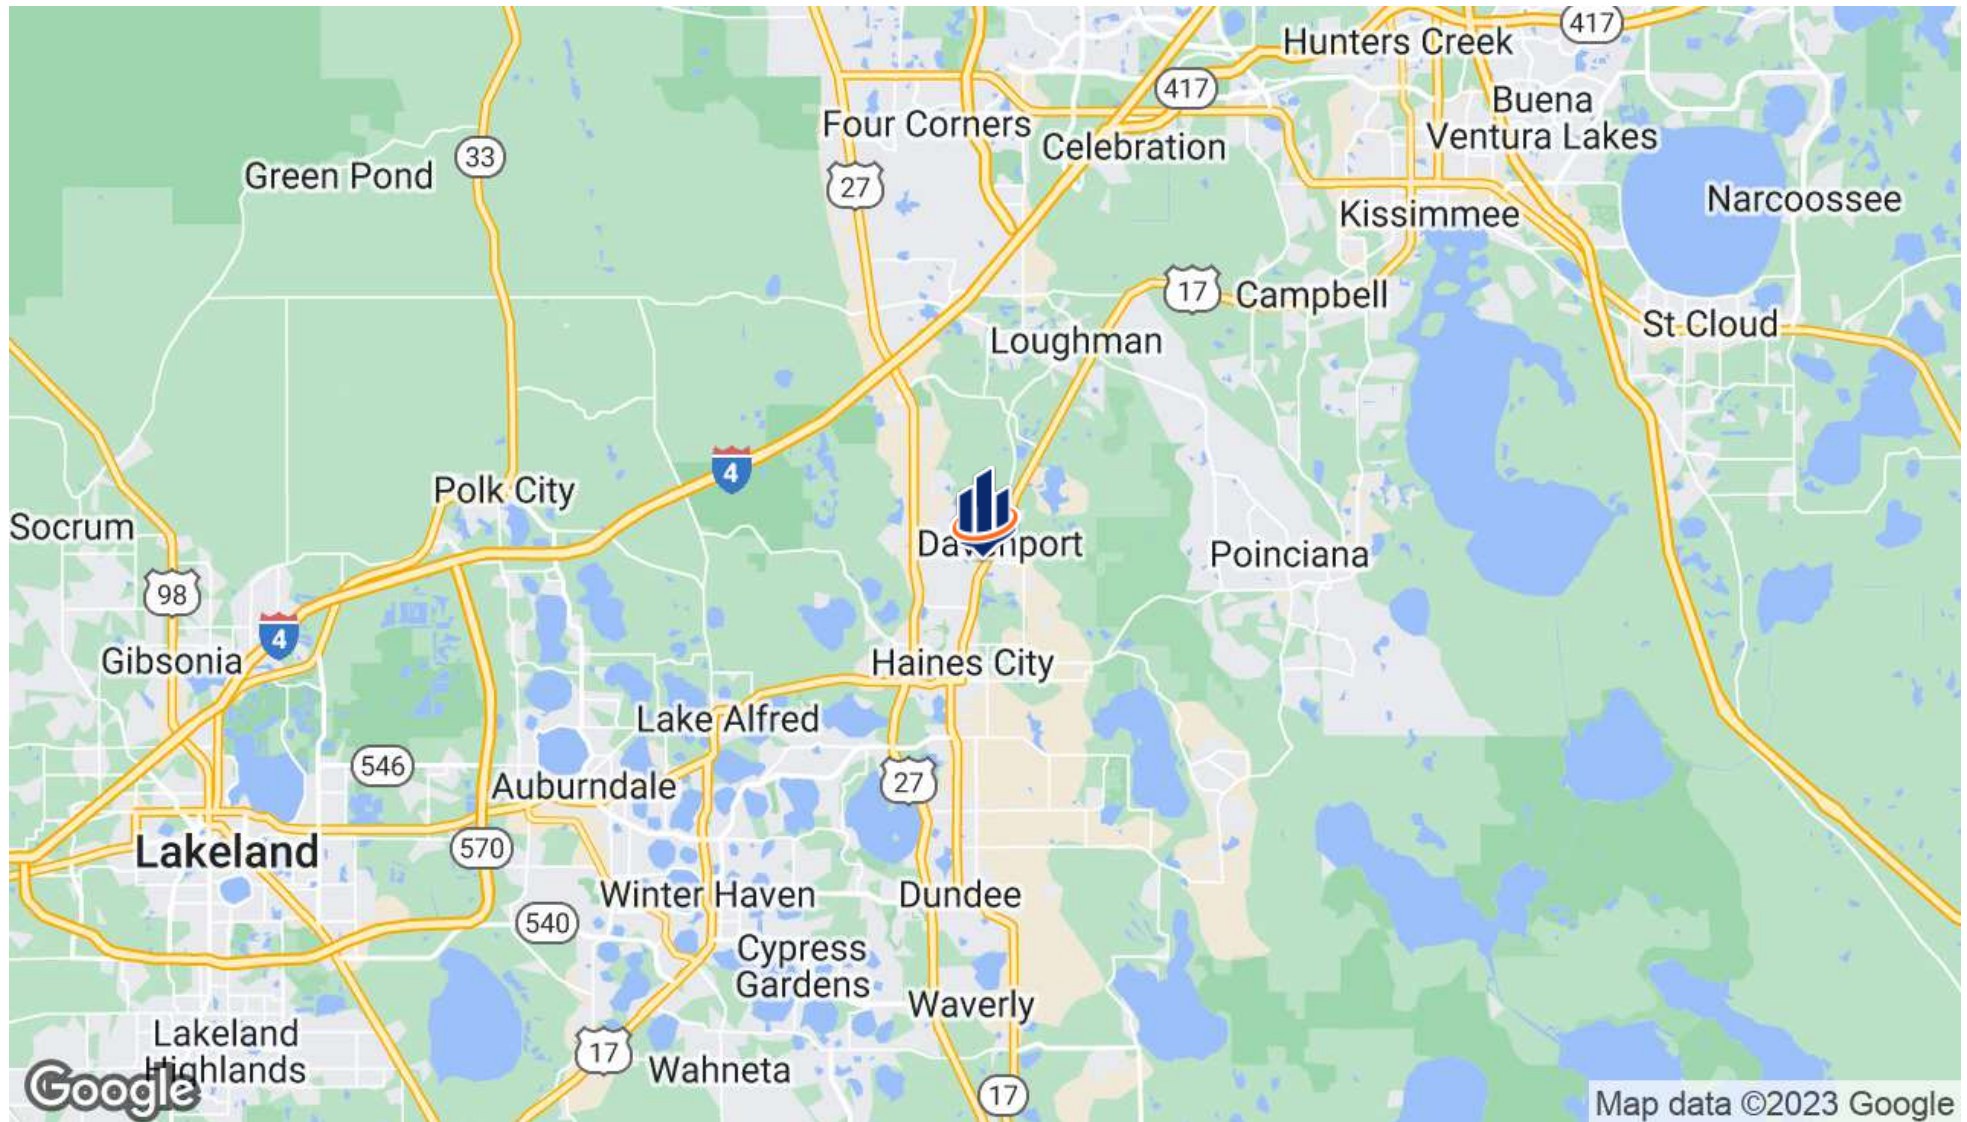 417
Hunters Creek
417
Buena
Ventura Lakes
Four Corners
Celebration
33
Green Pond
27
Narcoossee
Kissimmee
17
Campbell
St Cloud
Loughman
4
Polk City
Socrum
Davenport
Poinciana
98
4
Gibsonia
Haines City
Lake Alfred
546
27
Auburndale
Lakeland
570
Winter Haven
Dundee
540
Cypress
Gardens
Waverly
Lakeland
Highlands
17
Wahneta
17
Google
Map data ©2023 Google